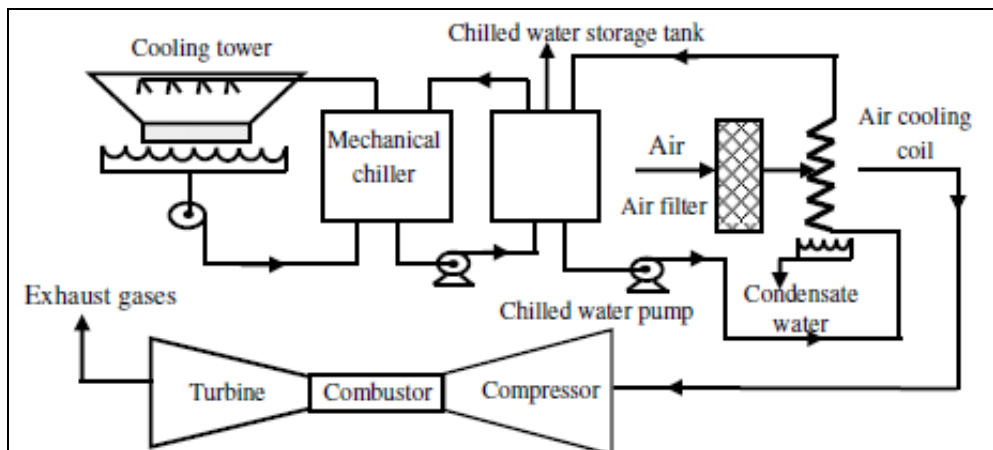 Chilled water storage tank
Cooling tower
Mechanical
chiller
Air
Air filter
Air cooling
coil
Condensate
water
Chilled water pump
Exhaust gases
Turbine
Combustor
Compressor